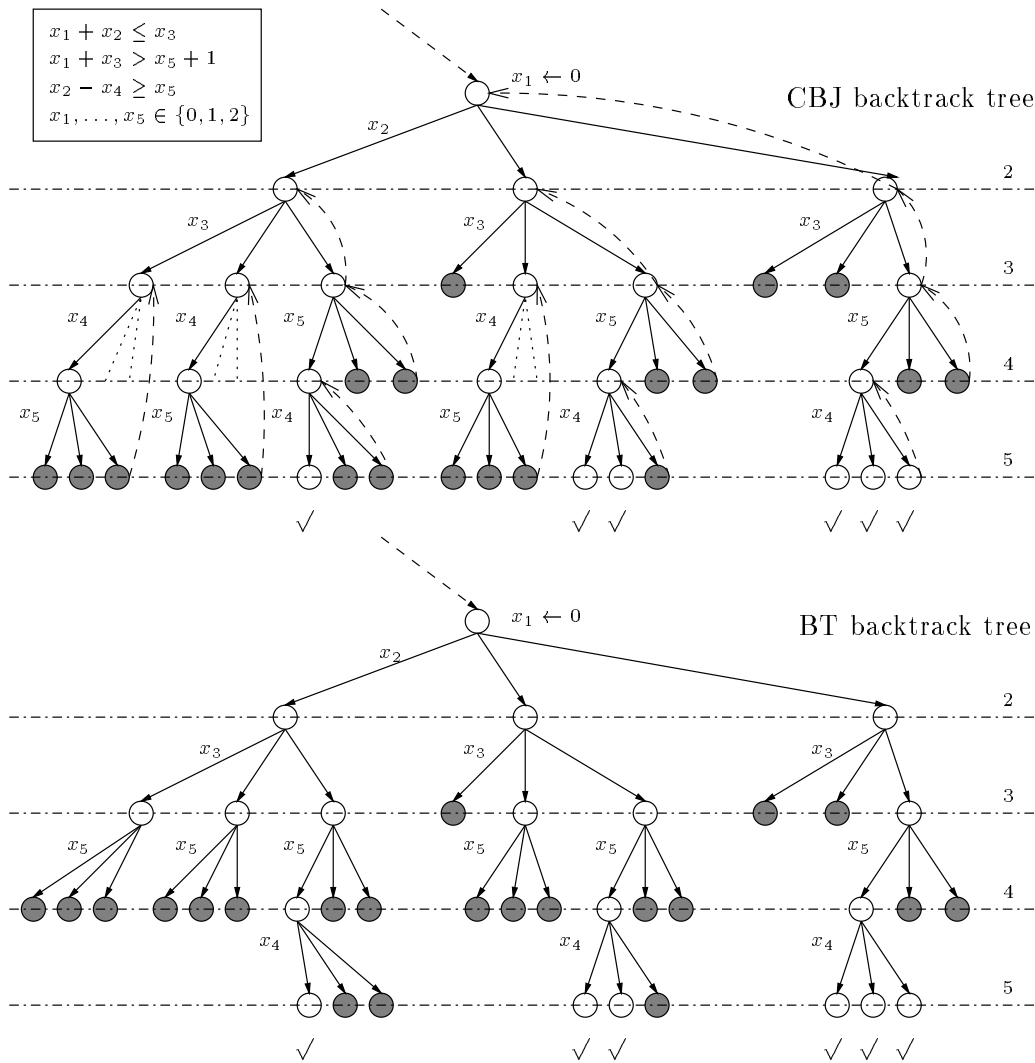 x₁ + x₂ ≤ x₃
x₁ + x₃ > x₅ + 1
x₂ − x₄ ≥ x₅
x₁, . . . , x₅ ∈ {0,1,2}
x₁ ← 0
CBJ backtrack tree
x₂
2
x₃ x₃ x₃
3
x₄ x₄ x₅ x₄ x₅ x₅
4
x₅ x₅ x₄ x₅ x₄ x₄
5
√ √ √ √ √ √
x₁ ← 0
BT backtrack tree
x₂
2
x₃ x₃ x₃
3
x₅ x₅ x₅ x₅ x₅ x₅
4
x₄ x₄ x₄
5
√ √ √ √ √ √